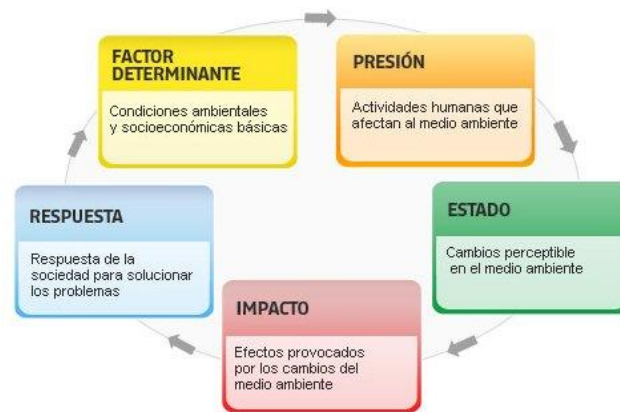 FACTOR
DETERMINANTE
Condiciones ambientales
y socioeconómicas básicas
PRESIÓN
Actividades humanas que
afectan al medio ambiente
ESTADO
Cambios perceptible
en el medio ambiente
IMPACTO
Efectos provocados
por los cambios del
medio ambiente
RESPUESTA
Respuesta de la
sociedad para solucionar
los problemas